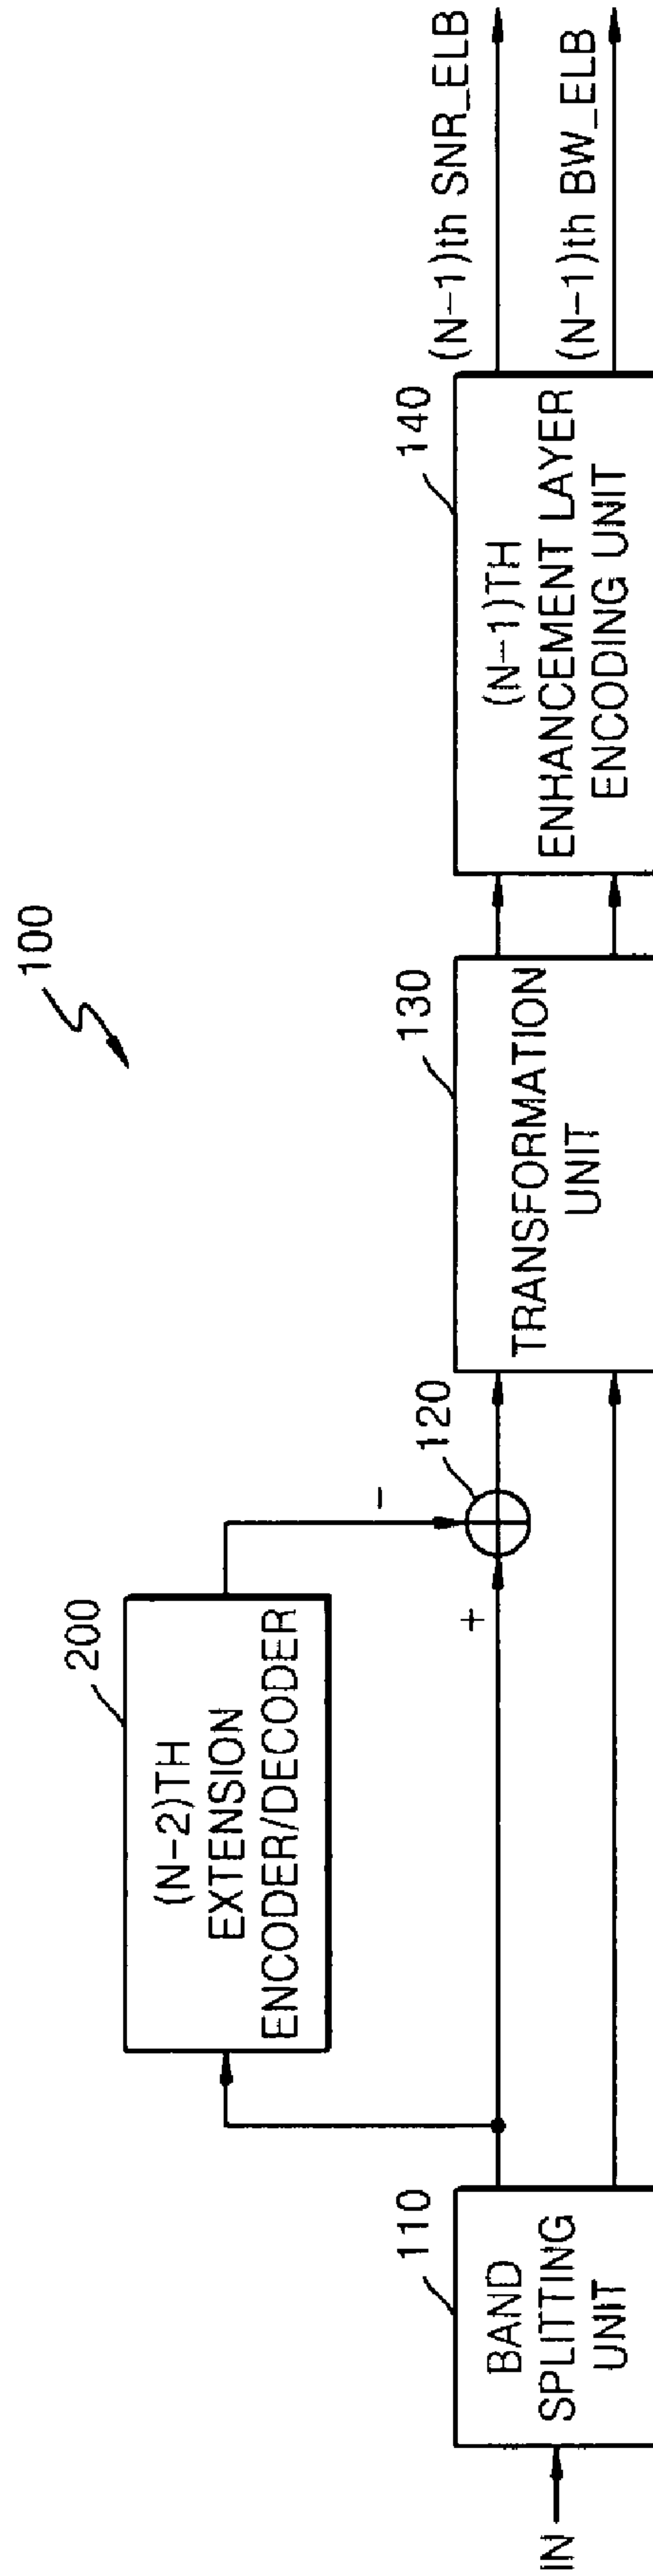 100
200
(N-2)TH
EXTENSION
ENCODER/DECODER
-
+
120
110
BAND
SPLITTING
UNIT
IN
130
TRANSFORMATION
UNIT
140
(N-1)TH
ENHANCEMENT LAYER
ENCODING UNIT
(N-1)th SNR_ELB
(N-1)th BW_ELB